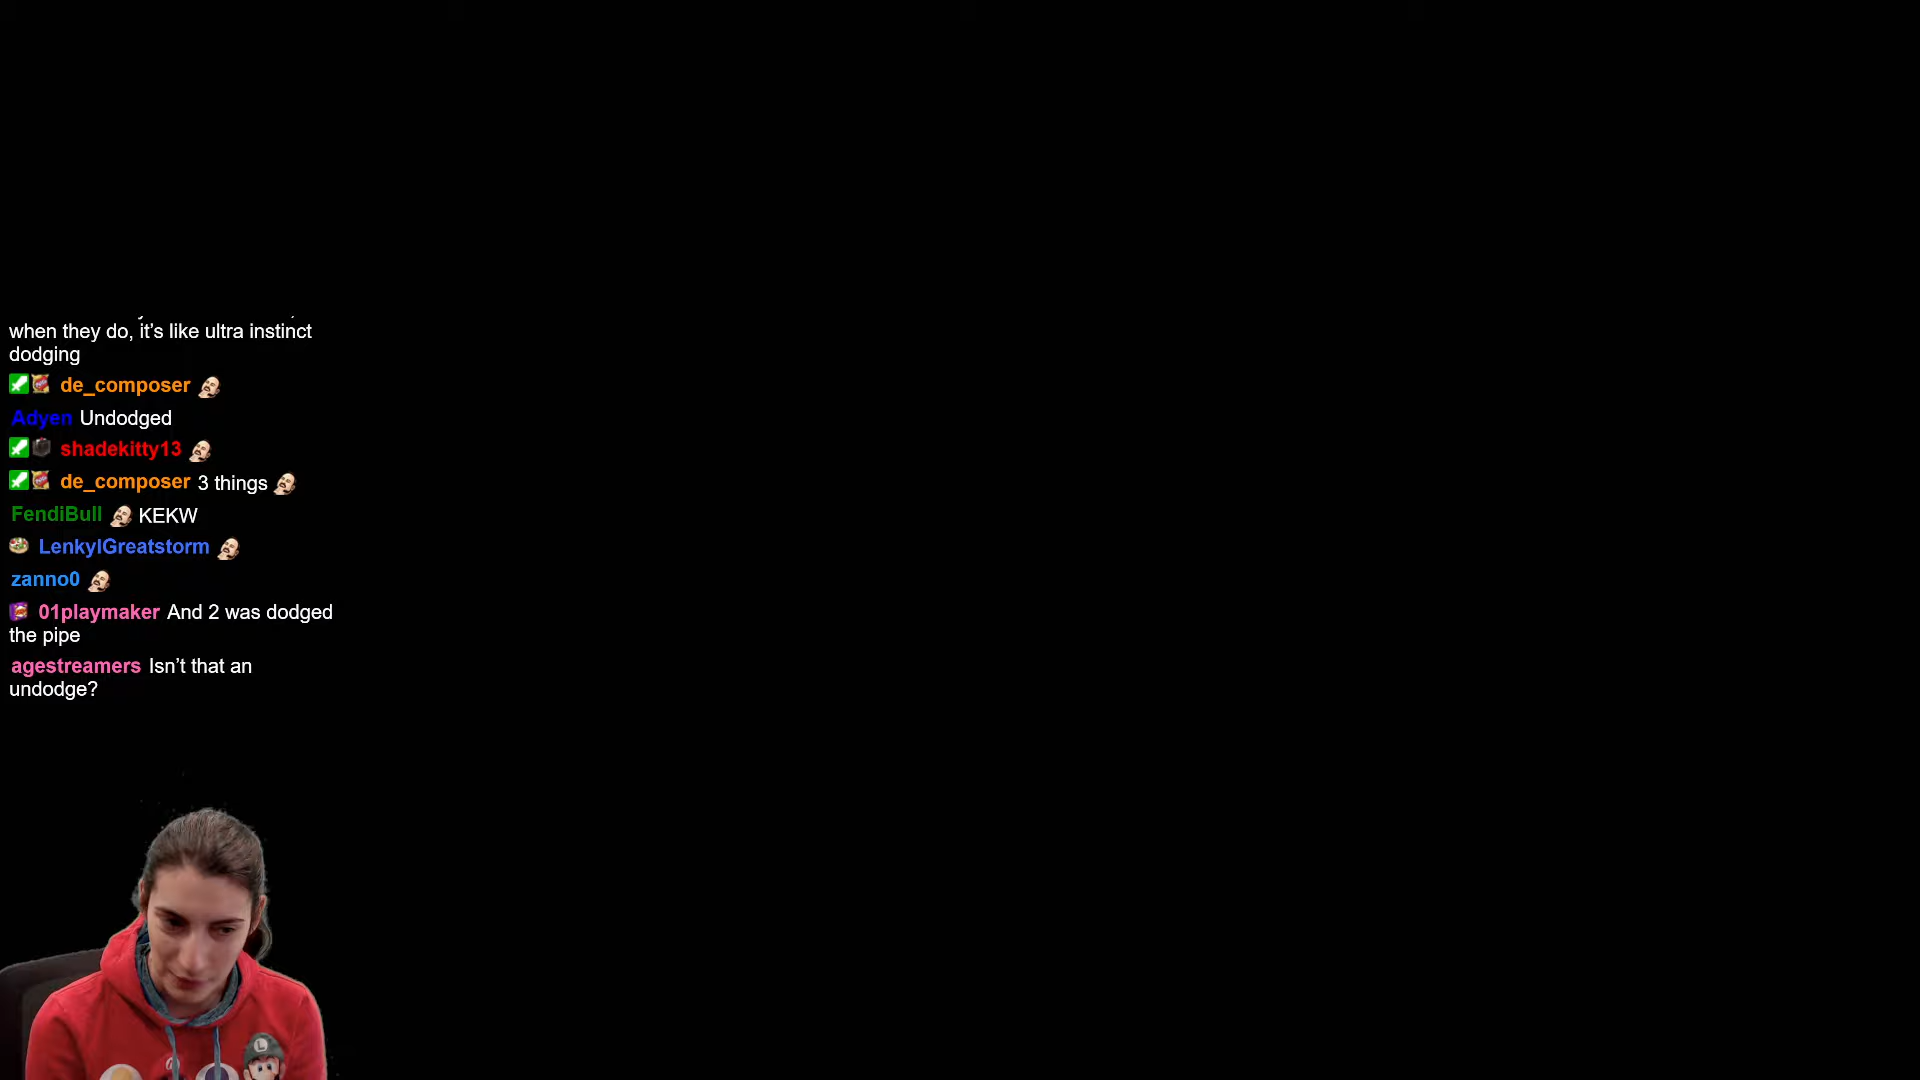 when they do, it's like ultra instinct
dodging
de_composer
Adyen Undodged
shadekitty13
de_composer 3 things
FendiBull KEKW
LenkylGreatstorm
zanno0
01playmaker And 2 was dodged
the pipe
agestreamers Isn't that an
undodge?
L